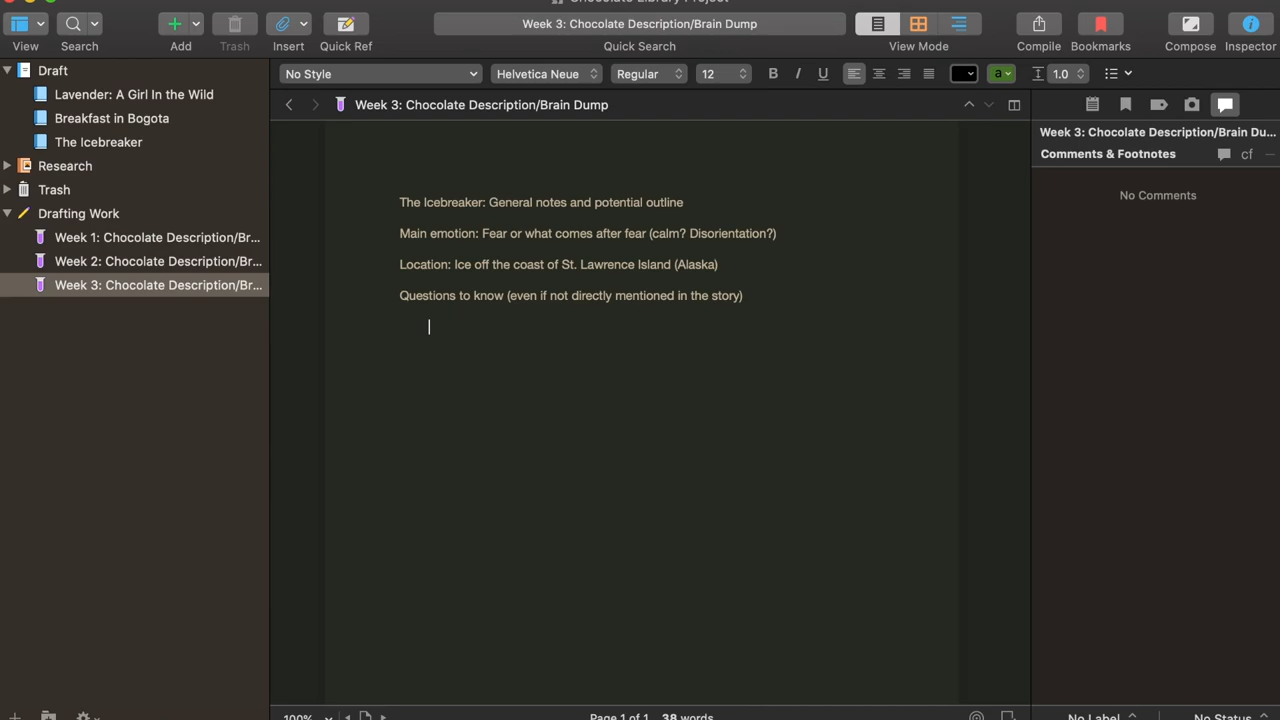 View
Search
Add
Trash
Insert
Quick Ref
Week 3: Chocolate Description/Brain Dump
Quick Search
View Mode
Compile
Bookmarks
Compose
Inspector
No Style
Helvetica Neue
Regular
12
B
I
U
a
1.0
Draft
Lavender: A Girl In the Wild
Breakfast in Bogota
The Icebreaker
Research
Trash
Drafting Work
Week 1: Chocolate Description/Br...
Week 2: Chocolate Description/Br...
Week 3: Chocolate Description/Br...
Week 3: Chocolate Description/Brain Dump
The Icebreaker: General notes and potential outline
Main emotion: Fear or what comes after fear (calm? Disorientation?)
Location: Ice off the coast of St. Lawrence Island (Alaska)
Questions to know (even if not directly mentioned in the story)
Week 3: Chocolate Description/Brain Du...
Comments & Footnotes
cf
No Comments
100%
Page 1 of 1
38 words
No Label
No Status